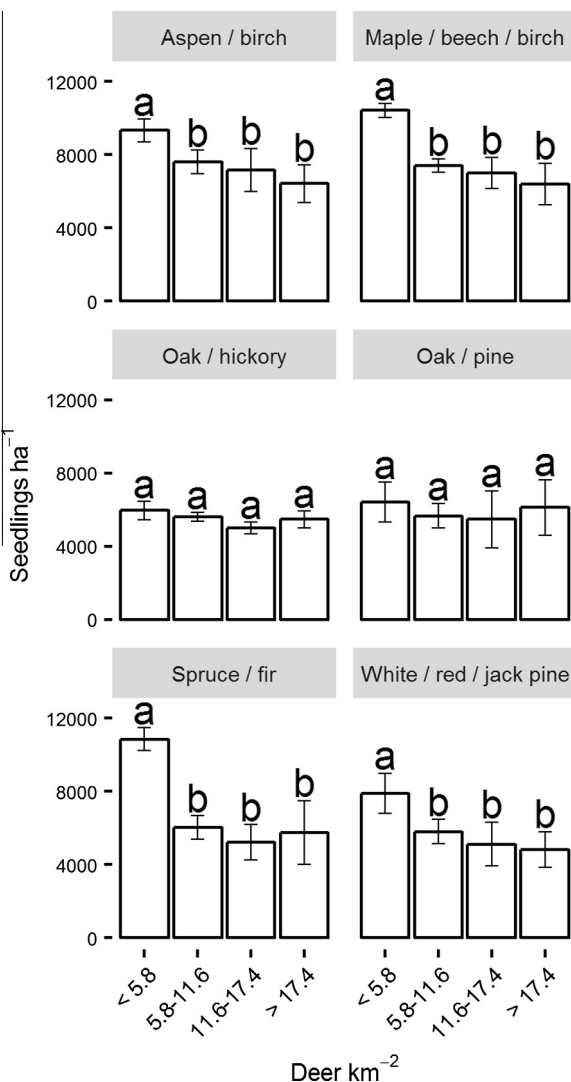 Aspen / birch
Maple / beech / birch
12000
8000
4000
0
a
b
b
b
a
b
b
b
Oak / hickory
Oak / pine
12000
8000
4000
0
a
a
a
a
a
a
a
a
Seedlings ha⁻¹
Spruce / fir
White / red / jack pine
12000
8000
4000
0
a
b
b
b
a
b
b
b
< 5.8
5.8-11.6
11.6-17.4
> 17.4
< 5.8
5.8-11.6
11.6-17.4
> 17.4
Deer km⁻²